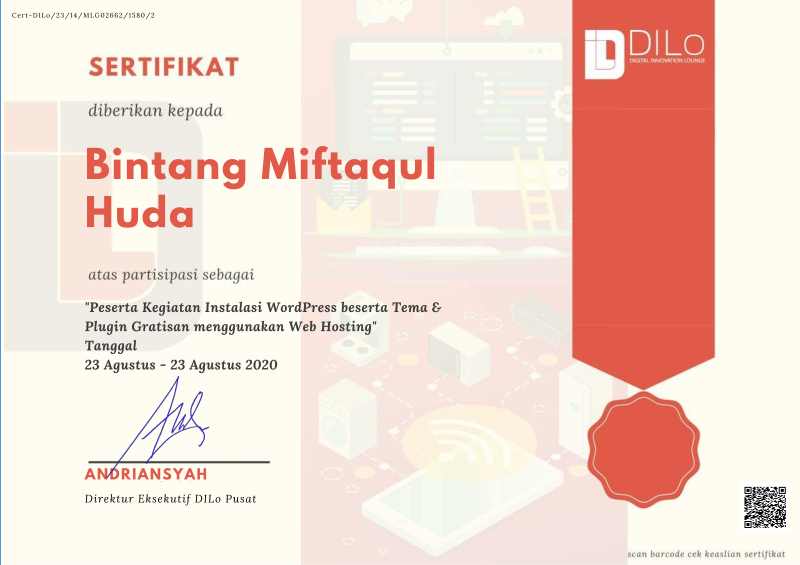 Cert-DILo/23/14/MLG02662/1580/2
DILo
DIGITAL INNOVATION LOUNGE
SERTIFIKAT
diberikan kepada
Bintang Miftaqul
Huda
atas partisipasi sebagai
"Peserta Kegiatan Instalasi WordPress beserta Tema &
Plugin Gratisan menggunakan Web Hosting"
Tanggal
23 Agustus - 23 Agustus 2020
ANDRIANSYAH
Direktur Eksekutif DILo Pusat
scan barcode cek keaslian sertifikat